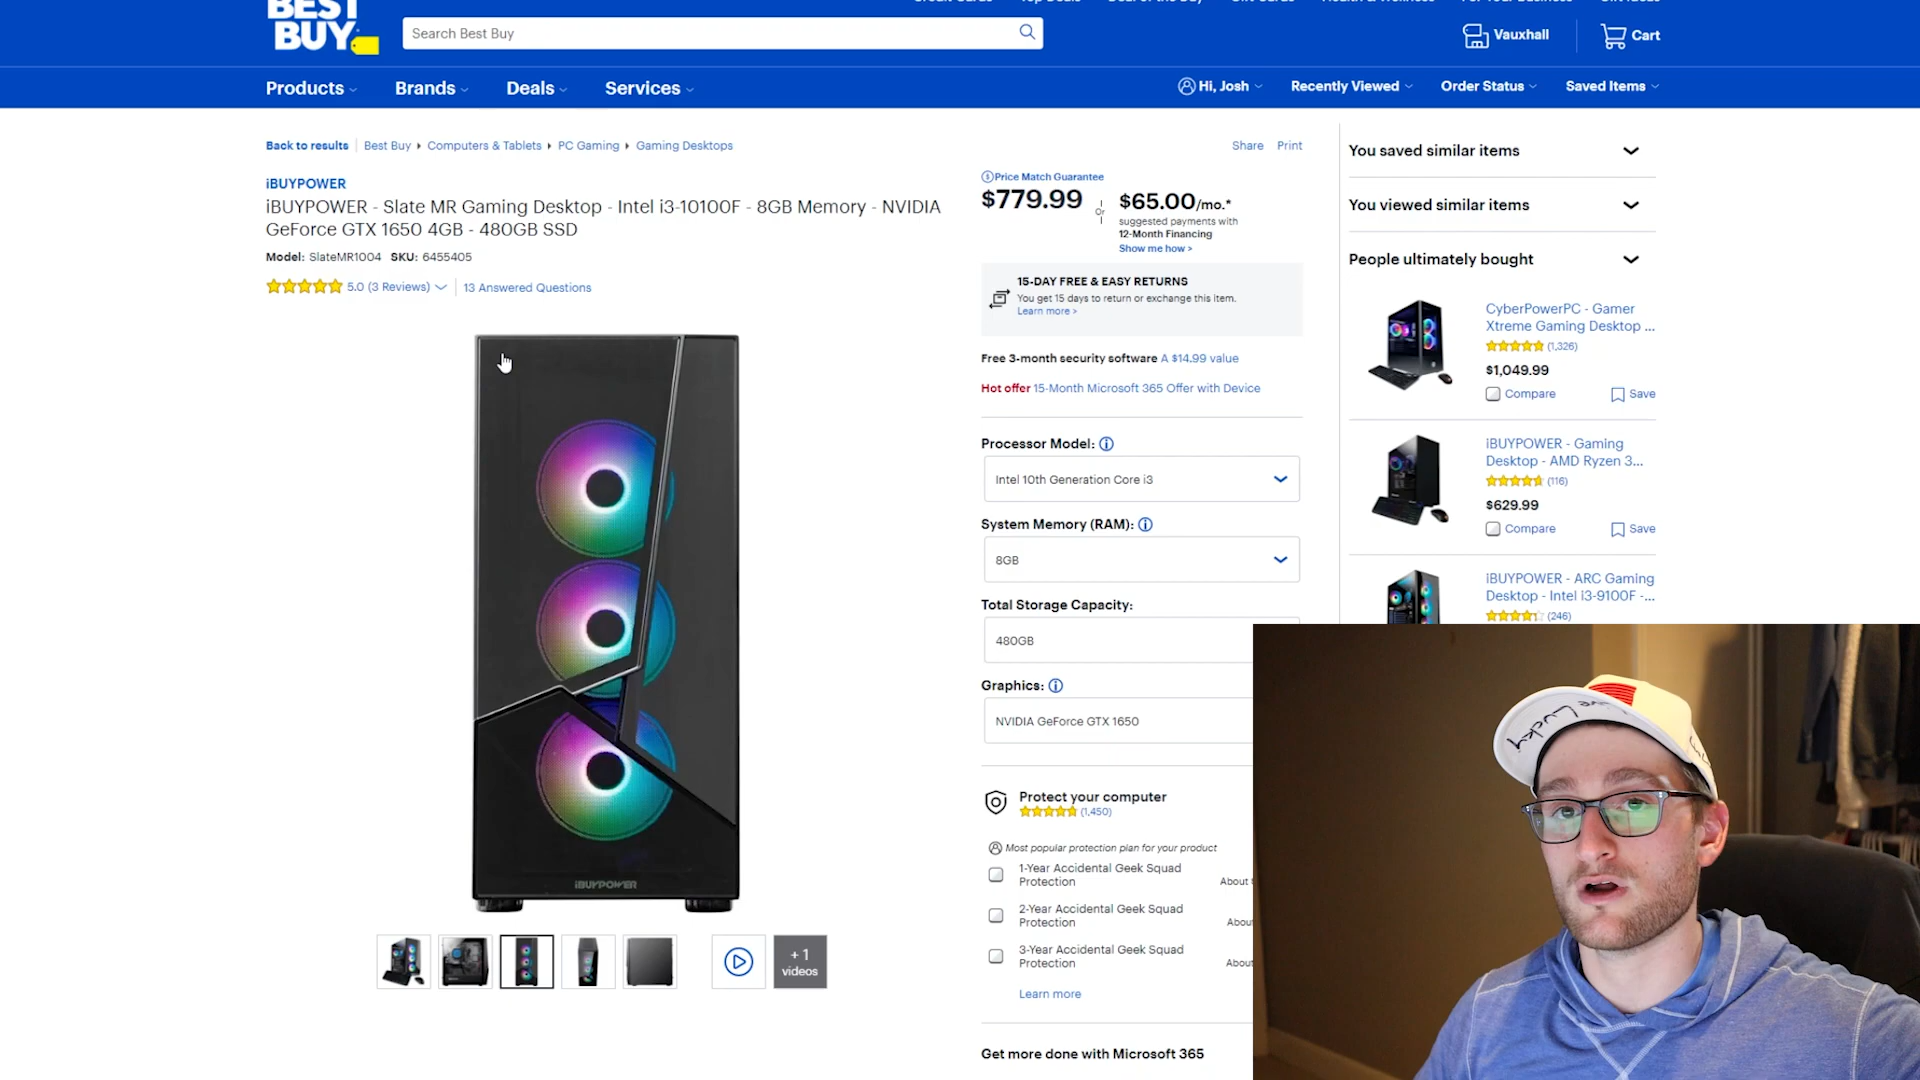 BEST
BUY
Search Best Buy
Vauxhall
Cart
Products
Brands
Deals
Services
Hi, Josh
Recently Viewed
Order Status
Saved Items
Back to results
Best Buy
Computers & Tablets
PC Gaming
Gaming Desktops
Share
Print
iBUYPOWER
iBUYPOWER - Slate MR Gaming Desktop - Intel i3-10100F - 8GB Memory - NVIDIA
GeForce GTX 1650 4GB - 480GB SSD
Model: SlateMR1004 SKU: 6455405
5.0 (3 Reviews)
13 Answered Questions
iBUYPOWER
+ 1
videos
Price Match Guarantee
$779.99
Or
$65.00/mo.*
suggested payments with
12-Month Financing
Show me how >
15-DAY FREE & EASY RETURNS
You get 15 days to return or exchange this item.
Learn more >
Free 3-month security software A $14.99 value
Hot offer 15-Month Microsoft 365 Offer with Device
Processor Model:
Intel 10th Generation Core i3
System Memory (RAM):
8GB
Total Storage Capacity:
480GB
Graphics:
NVIDIA GeForce GTX 1650
Protect your computer
(1,450)
Most popular protection plan for your product
1-Year Accidental Geek Squad
Protection
About
2-Year Accidental Geek Squad
Protection
About
3-Year Accidental Geek Squad
Protection
About
Learn more
Get more done with Microsoft 365
You saved similar items
You viewed similar items
People ultimately bought
CyberPowerPC - Gamer
Xtreme Gaming Desktop ...
(1,326)
$1,049.99
Compare
Save
iBUYPOWER - Gaming
Desktop - AMD Ryzen 3...
(116)
$629.99
Compare
Save
iBUYPOWER - ARC Gaming
Desktop - Intel i3-9100F -...
(246)
Lucky